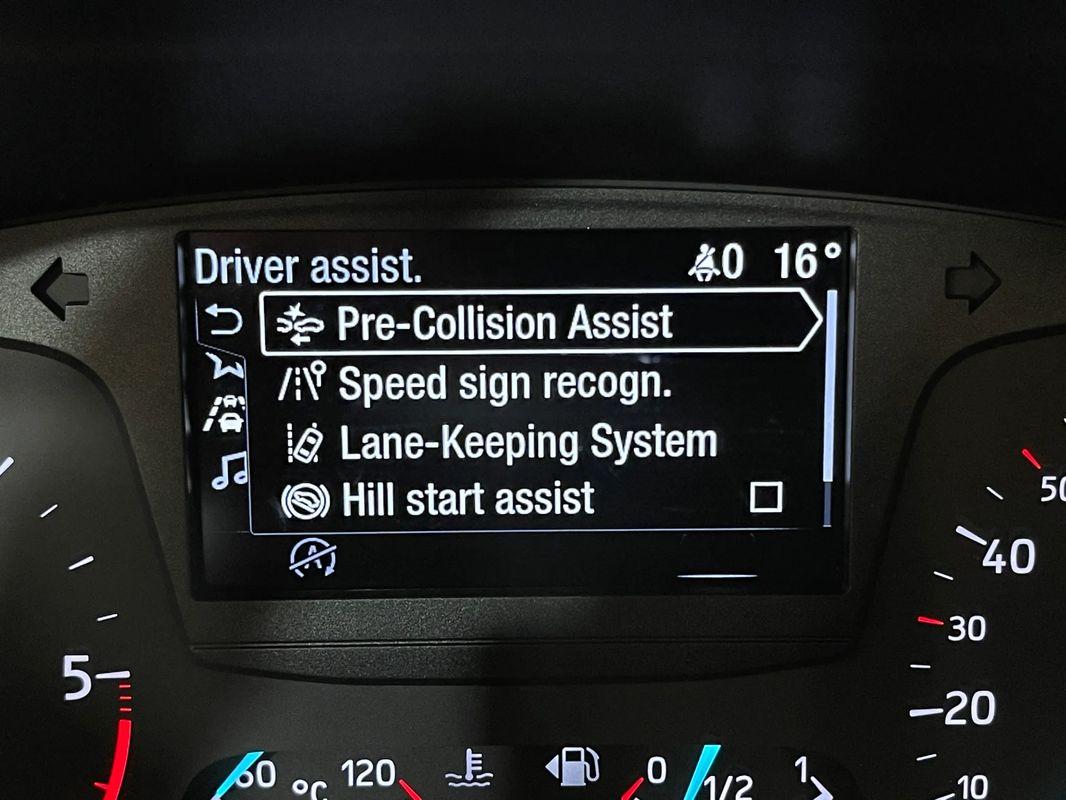 Driver assist.
0 16°
Pre-Collision Assist
Speed sign recogn.
Lane-Keeping System
Hill start assist
A
5
50
40
30
20
10
60 °C 120
0 1/2 1